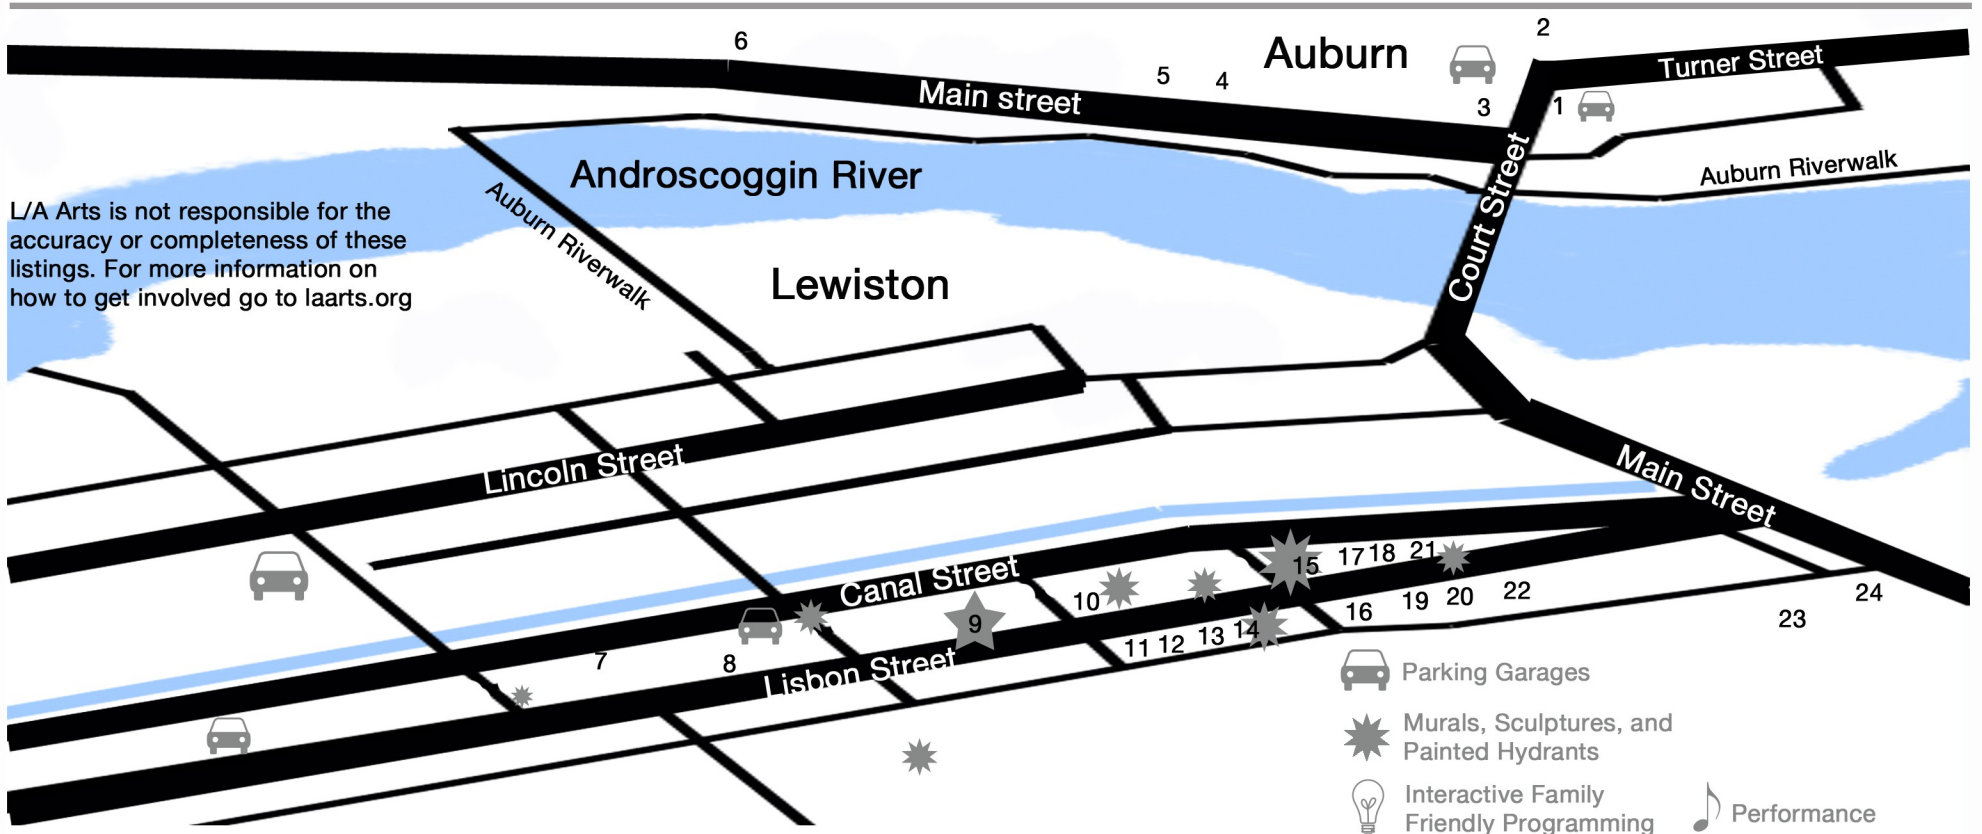 2
6
Auburn
Turner Street
5
4
Main street
3
1
Court Street
Auburn Riverwalk
Androscoggin River
Auburn Riverwalk
L/A Arts is not responsible for the
accuracy or completeness of these
listings. For more information on
how to get involved go to laarts.org
Lewiston
Lincoln Street
Main Street
Canal Street
15
17
18
21
10
9
16
19
20
22
24
23
11
12
13
14
7
8
Lisbon Street
Parking Garages
Murals, Sculptures, and
Painted Hydrants
Interactive Family
Friendly Programming
Performance